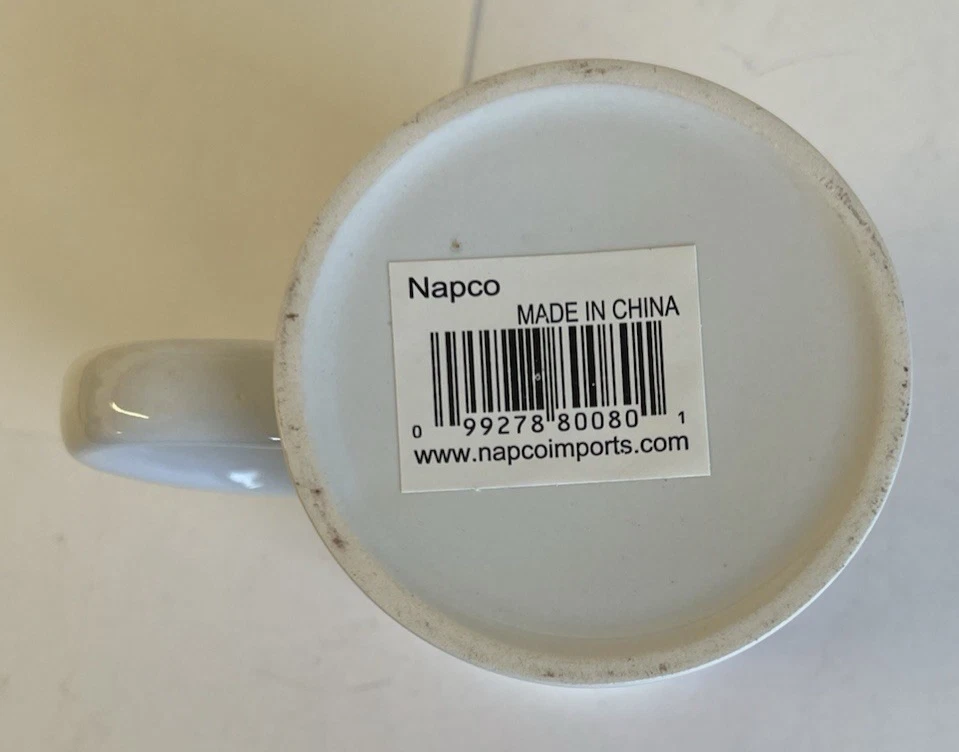 Napco
MADE IN CHINA
0 99278 80080 1
www.napcoimports.com